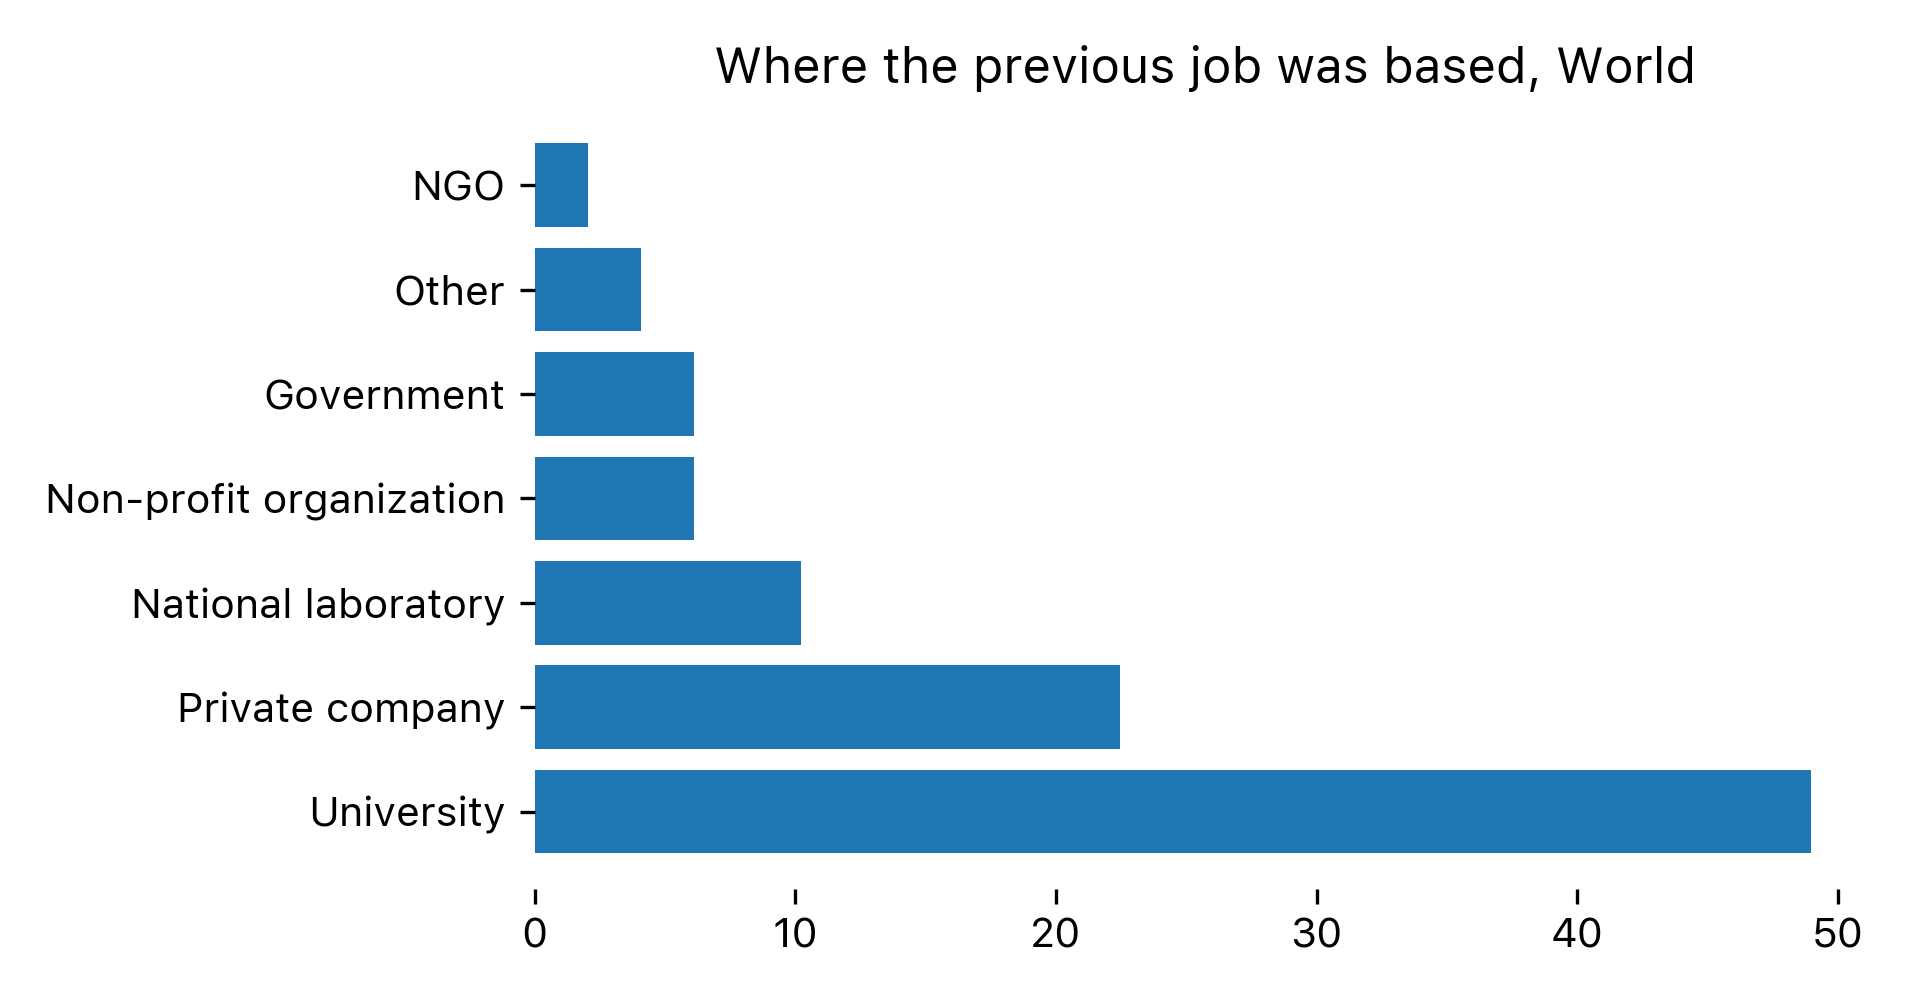 Where the previous job was based, World
NGO
Other
Government
Non-profit organization
National laboratory
Private company
University
0 10 20 30 40 50